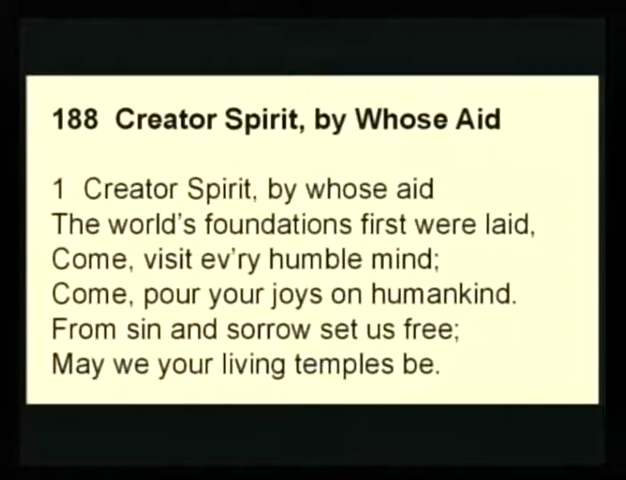 188 Creator Spirit, by Whose Aid
1 Creator Spirit, by whose aid
The world's foundations first were laid,
Come, visit ev'ry humble mind;
Come, pour your joys on humankind.
From sin and sorrow set us free;
May we your living temples be.